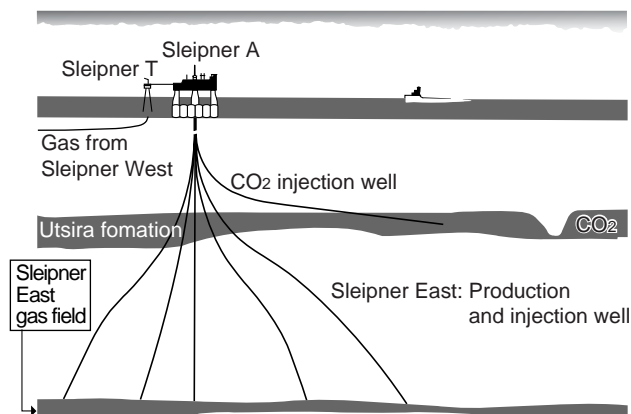 Sleipner A
Sleipner T
Gas from
Sleipner West
CO2 injection well
Utsira fomation
CO2
Sleipner
East
gas field
Sleipner East: Production
and injection well